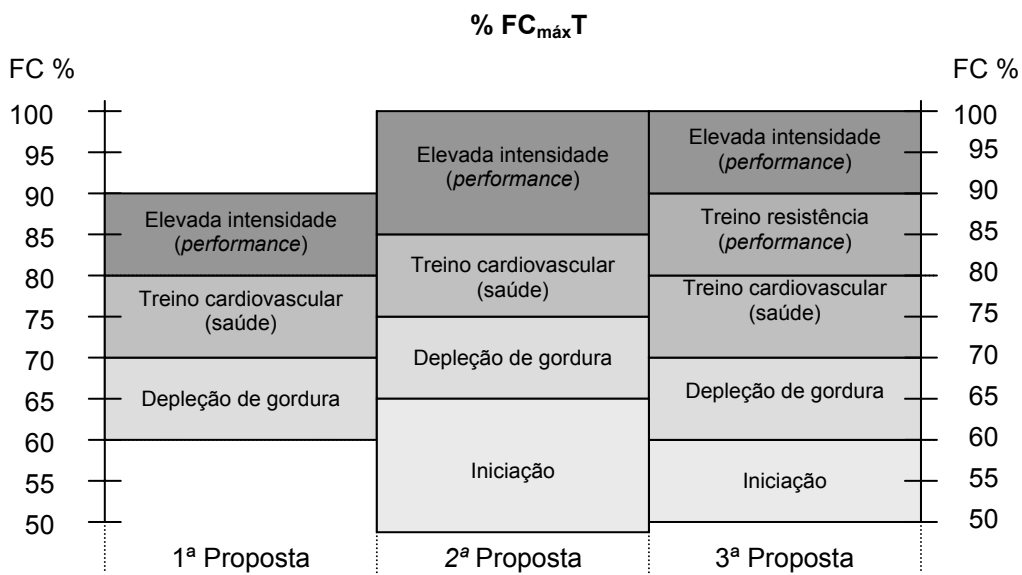 % FCmáxT
FC %
FC %
100
95
90
85
80
75
70
65
60
55
50
Elevada intensidade
(performance)
Treino cardiovascular
(saúde)
Depleção de gordura
Elevada intensidade
(performance)
Treino cardiovascular
(saúde)
Depleção de gordura
Iniciação
Elevada intensidade
(performance)
Treino resistência
(performance)
Treino cardiovascular
(saúde)
Depleção de gordura
Iniciação
100
95
90
85
80
75
70
65
60
55
50
1ª Proposta
2ª Proposta
3ª Proposta